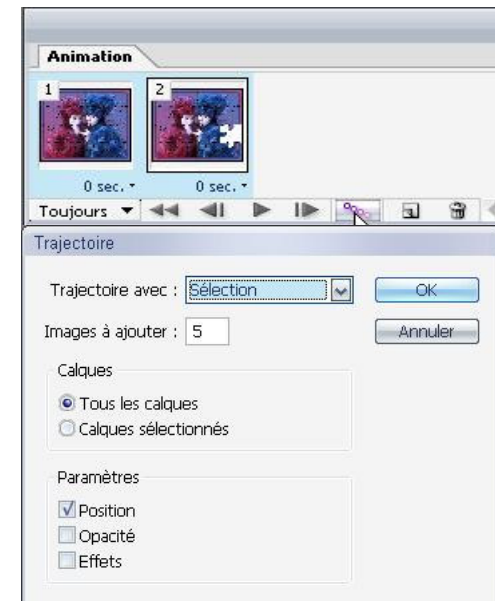 Animation
1 2
0 sec. 0 sec.
Toujours
Trajectoire
Trajectoire avec : Sélection OK
Images à ajouter : 5 Annuler
Calques
Tous les calques
Calques sélectionnés
Paramètres
Position
Opacité
Effets